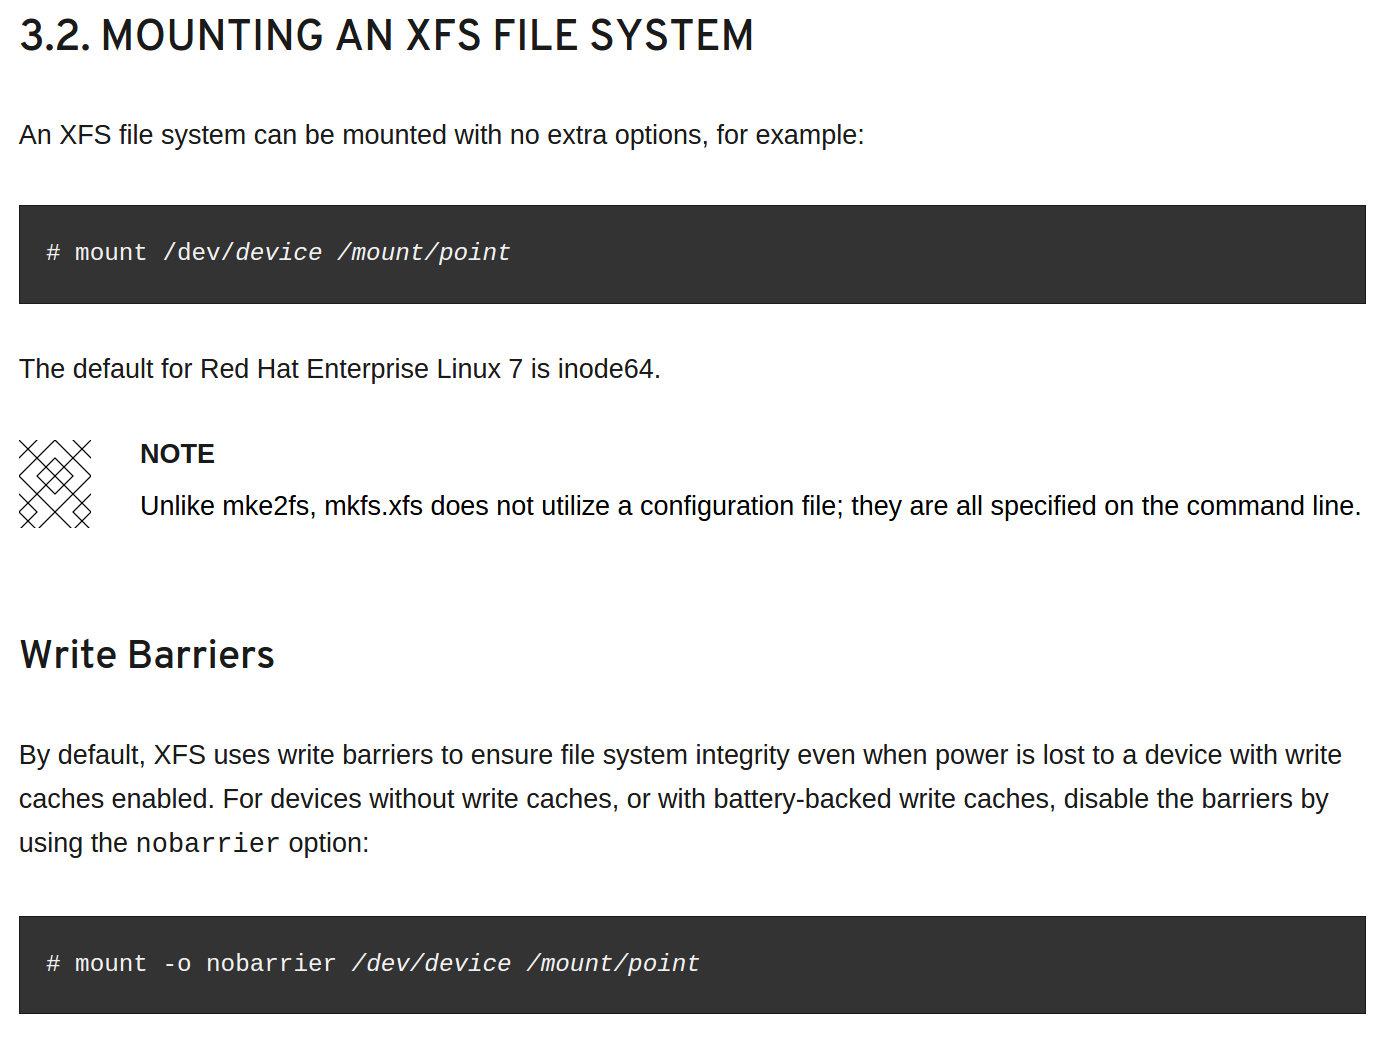 3.2. MOUNTING AN XFS FILE SYSTEM
An XFS file system can be mounted with no extra options, for example:
# mount /dev/device /mount/point
The default for Red Hat Enterprise Linux 7 is inode64.
NOTE
Unlike mke2fs, mkfs.xfs does not utilize a configuration file; they are all specified on the command line.
Write Barriers
By default, XFS uses write barriers to ensure file system integrity even when power is lost to a device with write
caches enabled. For devices without write caches, or with battery-backed write caches, disable the barriers by
using the nobarrier option:
# mount -o nobarrier /dev/device /mount/point